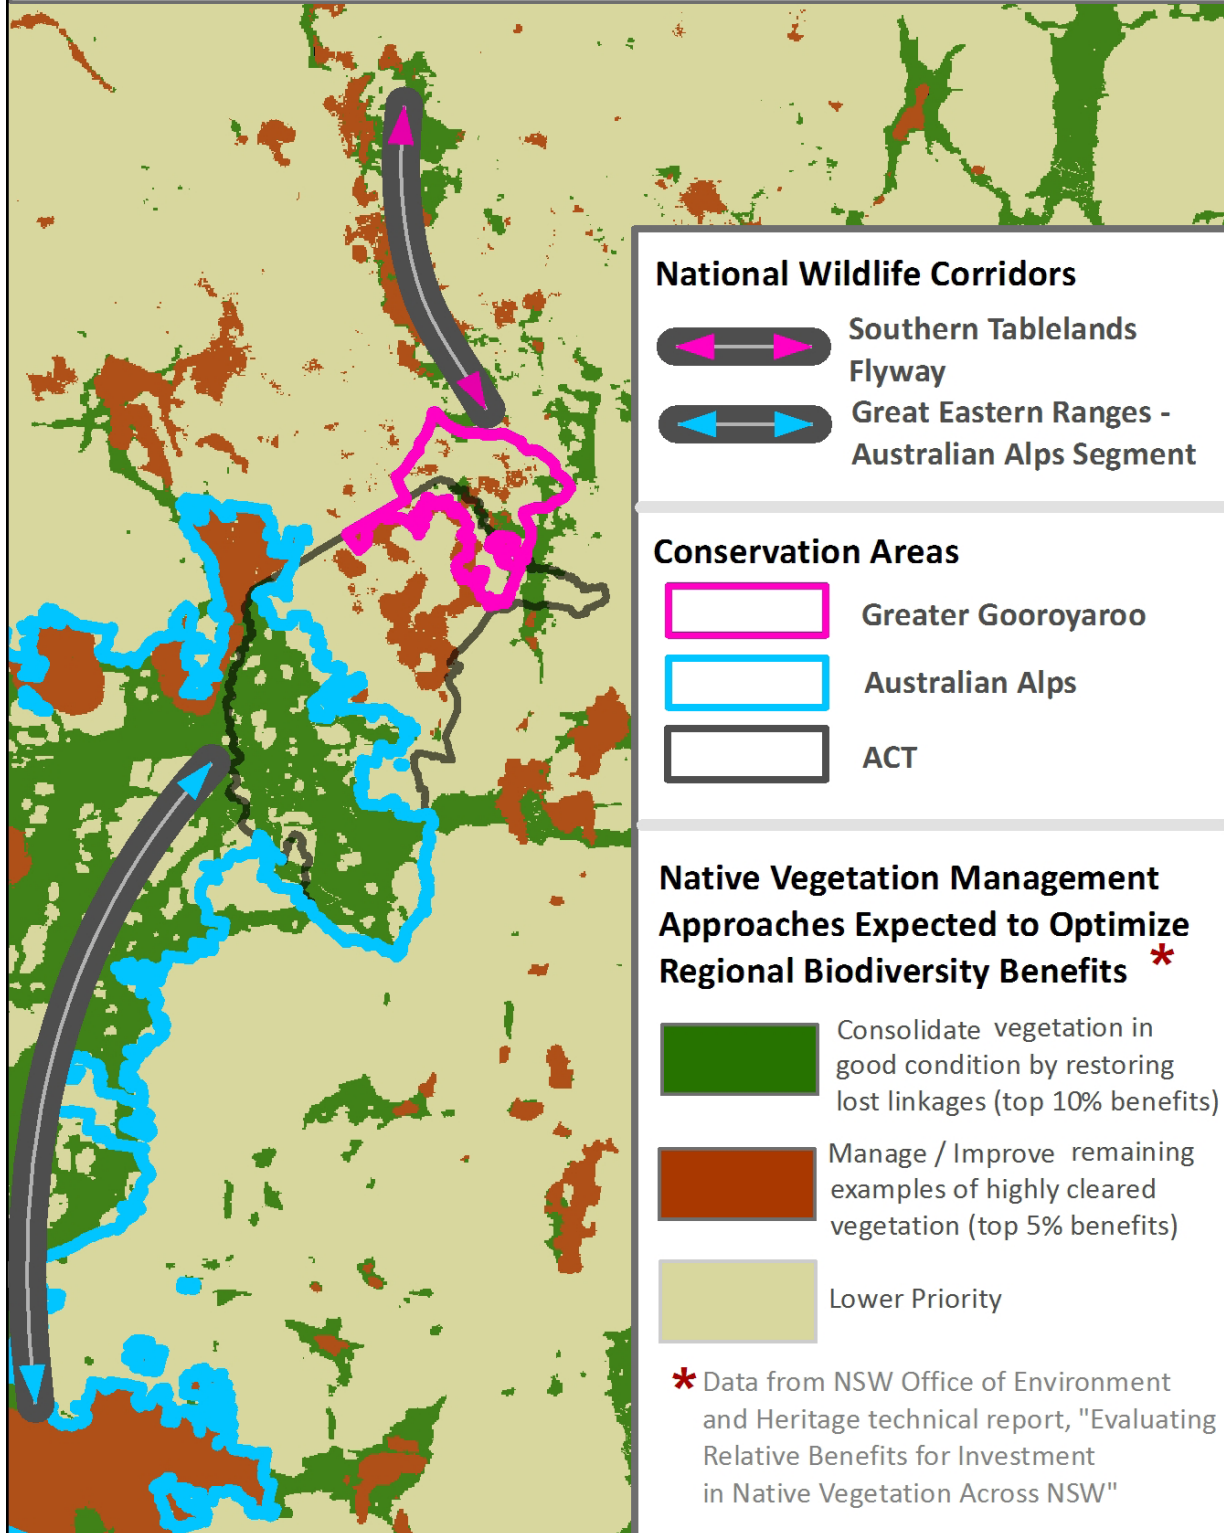 National Wildlife Corridors
Southern Tablelands
Flyway
Great Eastern Ranges -
Australian Alps Segment
Conservation Areas
Greater Gooroyaroo
Australian Alps
ACT
Native Vegetation Management
Approaches Expected to Optimize
Regional Biodiversity Benefits *
Consolidate vegetation in
good condition by restoring
lost linkages (top 10% benefits)
Manage / Improve remaining
examples of highly cleared
vegetation (top 5% benefits)
Lower Priority
* Data from NSW Office of Environment
and Heritage technical report, "Evaluating
Relative Benefits for Investment
in Native Vegetation Across NSW"